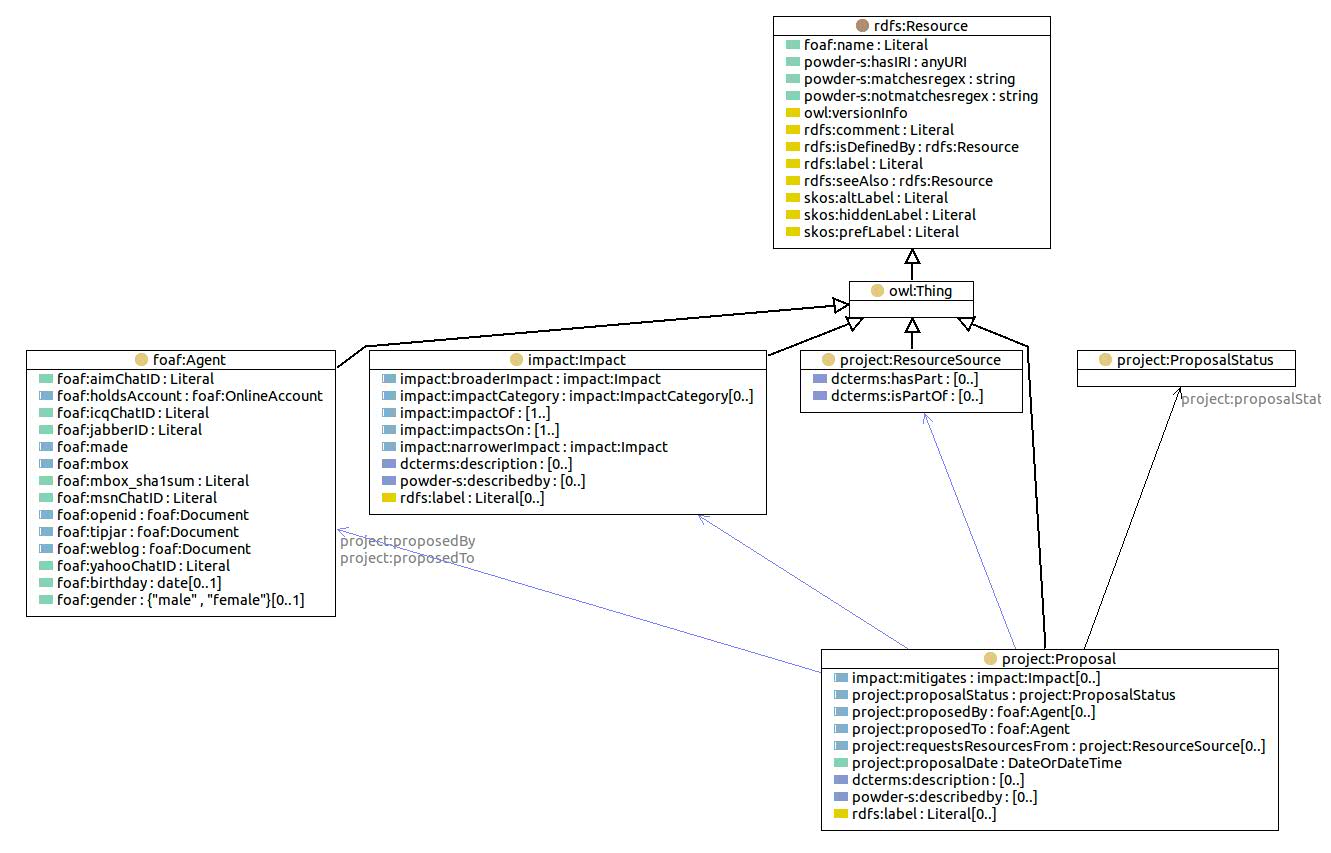 rdfs:Resource
foaf:name : Literal
powder-s:hasIRI : anyURI
powder-s:matchesregex : string
powder-s:notmatchesregex : string
owl:versionInfo
rdfs:comment : Literal
rdfs:isDefinedBy : rdfs:Resource
rdfs:label : Literal
rdfs:seeAlso : rdfs:Resource
skos:altLabel : Literal
skos:hiddenLabel : Literal
skos:prefLabel : Literal
owl:Thing
foaf:Agent
foaf:aimChatID : Literal
foaf:holdsAccount : foaf:OnlineAccount
foaf:icqChatID : Literal
foaf:jabberID : Literal
foaf:made
foaf:mbox
foaf:mbox_sha1sum : Literal
foaf:msnChatID : Literal
foaf:openid : foaf:Document
foaf:tipjar : foaf:Document
foaf:weblog : foaf:Document
foaf:yahooChatID : Literal
foaf:birthday : date[0..1]
foaf:gender : {"male" , "female"}[0..1]
impact:Impact
impact:broaderImpact : impact:Impact
impact:impactCategory : impact:ImpactCategory[0..]
impact:impactOf : [1..]
impact:impactsOn : [1..]
impact:narrowerImpact : impact:Impact
dcterms:description : [0..]
powder-s:describedby : [0..]
rdfs:label : Literal[0..]
project:ResourceSource
dcterms:hasPart : [0..]
dcterms:isPartOf : [0..]
project:ProposalStatus
project:proposalStat
project:proposedBy
project:proposedTo
project:Proposal
impact:mitigates : impact:Impact[0..]
project:proposalStatus : project:ProposalStatus
project:proposedBy : foaf:Agent[0..]
project:proposedTo : foaf:Agent
project:requestsResourcesFrom : project:ResourceSource[0..]
project:proposalDate : DateOrDateTime
dcterms:description : [0..]
powder-s:describedby : [0..]
rdfs:label : Literal[0..]